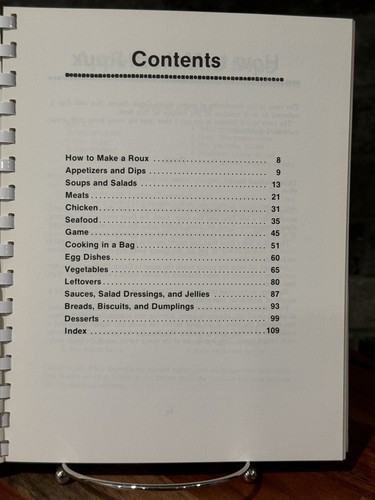 Contents
How to Make a Roux ........................ 8
Appetizers and Dips ........................ 9
Soups and Salads ........................ 13
Meats ........................ 21
Chicken ........................ 31
Seafood ........................ 35
Game ........................ 45
Cooking in a Bag ........................ 51
Egg Dishes ........................ 60
Vegetables ........................ 65
Leftovers ........................ 80
Sauces, Salad Dressings, and Jellies ............ 87
Breads, Biscuits, and Dumplings ............ 93
Desserts ........................ 99
Index ........................ 109